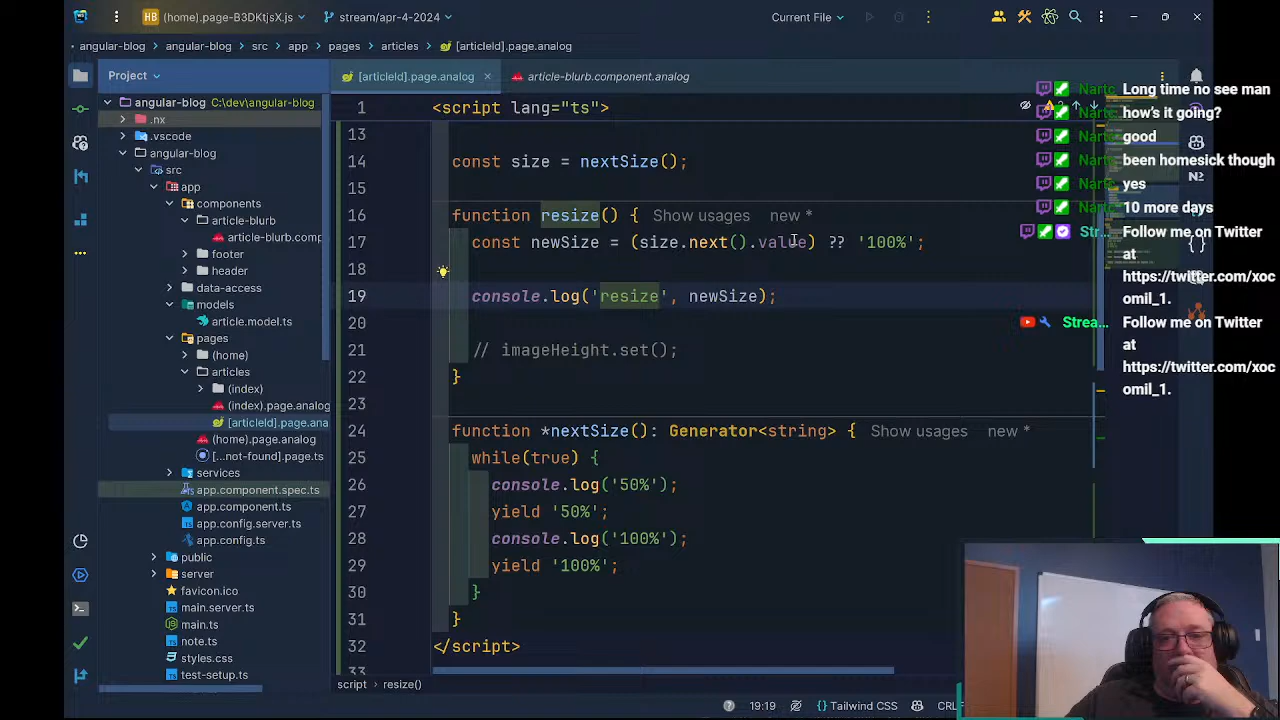 HB (home).page-B3DKtjsX.js
stream/apr-4-2024
Current File
angular-blog
angular-blog
src
app
pages
articles
[articleId].page.analog
Project
[articleId].page.analog
article-blurb.component.analog
angular-blog C:\dev\angular-blog
.nx
.vscode
angular-blog
src
app
components
article-blurb
article-blurb.comp
footer
header
data-access
models
article.model.ts
pages
(home)
articles
(index)
(index).page.analog
[articleId].page.ana
(home).page.analog
[...not-found].page.ts
services
app.component.spec.ts
app.component.ts
app.config.server.ts
app.config.ts
public
server
favicon.ico
main.server.ts
main.ts
note.ts
styles.css
test-setup.ts
1 <script lang="ts">
13
14 const size = nextSize();
15
16 function resize() { Show usages new *
17 const newSize = (size.next().value) ?? '100%';
18
19 console.log('resize', newSize);
20
21 // imageHeight.set();
22 }
23
24 function *nextSize(): Generator<string> { Show usages new *
25 while(true) {
26 console.log('50%');
27 yield '50%';
28 console.log('100%');
29 yield '100%';
30 }
31 }
32 </script>
33
script
resize()
19:19
{} Tailwind CSS
CRL
Nartc Long time no see man
Nartc how's it going?
Nartc good
Nartc been homesick though
Nartc yes
Nartc 10 more days
Str... Follow me on Twitter
at
https://twitter.com/xoc
omil_1.
Strea... Follow me on Twitter
at
https://twitter.com/xoc
omil_1.